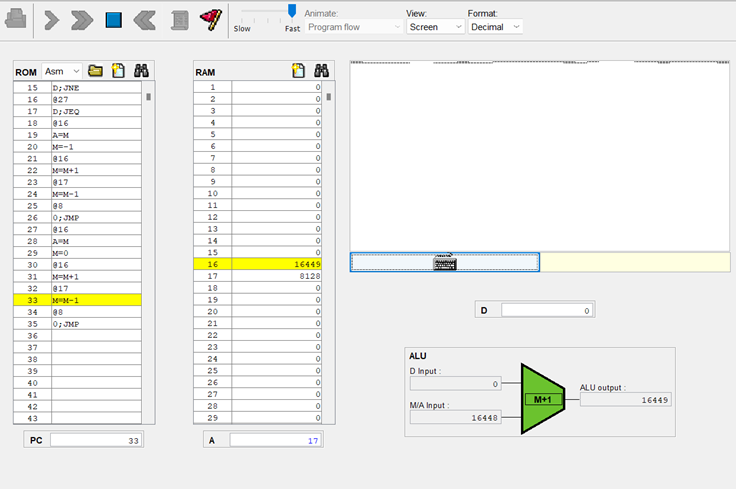 Animate: View: Format:
Slow Fast Program flow Screen Decimal
ROM Asm RAM
15 D;JNE 1 0
16 @27 2 0
17 D;JEQ 3 0
18 @16 4 0
19 A=M 5 0
20 M=-1 6 0
21 @16 7 0
22 M=M+1 8 0
23 @17 9 0
24 M=M-1 10 0
25 @8 11 0
26 0;JMP 12 0
27 @16 13 0
28 A=M 14 0
29 M=0 15 0
30 @16 16 16449
31 M=M+1 17 8128
32 @17 18 0
33 M=M-1 19 0
34 @8 20 0
35 0;JMP 21 0
36 22 0
37 23 0
38 24 0
39 25 0
40 26 0
41 27 0
42 28 0
43 29 0
PC 33 A 17
D 0
ALU
D Input :
0
ALU output :
M+1
16449
M/A Input :
16448